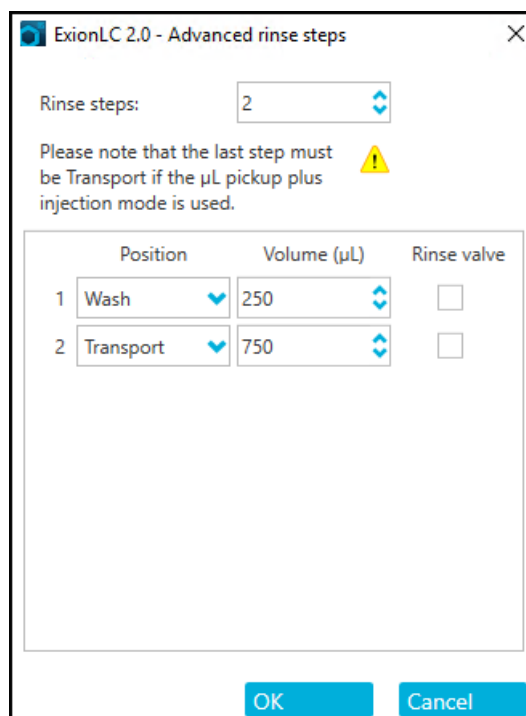 ExionLC 2.0 - Advanced rinse steps
Rinse steps: 2
Please note that the last step must
be Transport if the µL pickup plus
injection mode is used.
Position Volume (µL) Rinse valve
1 Wash 250
2 Transport 750
OK Cancel